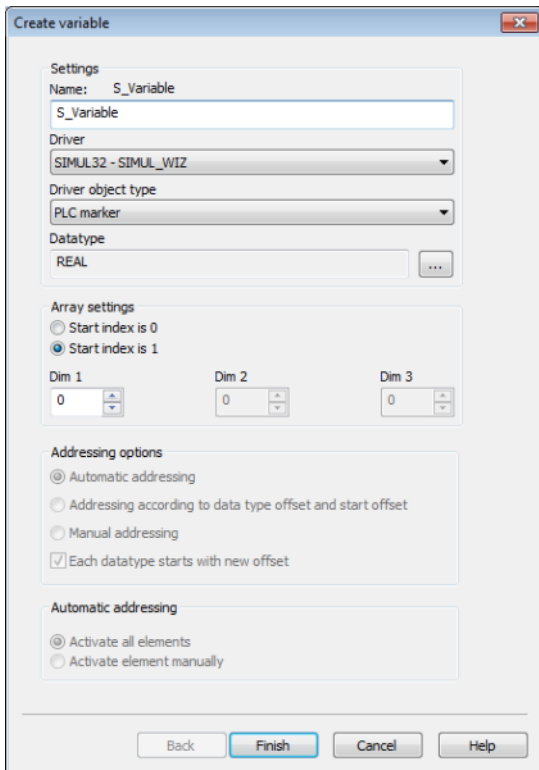 Create variable
Settings
Name: S_Variable
S_Variable
Driver
SIMUL32 - SIMUL_WIZ
Driver object type
PLC marker
Datatype
REAL ...
Array settings
Start index is 0
Start index is 1
Dim 1 Dim 2 Dim 3
0 0 0
Addressing options
Automatic addressing
Addressing according to data type offset and start offset
Manual addressing
Each datatype starts with new offset
Automatic addressing
Activate all elements
Activate element manually
Back Finish Cancel Help